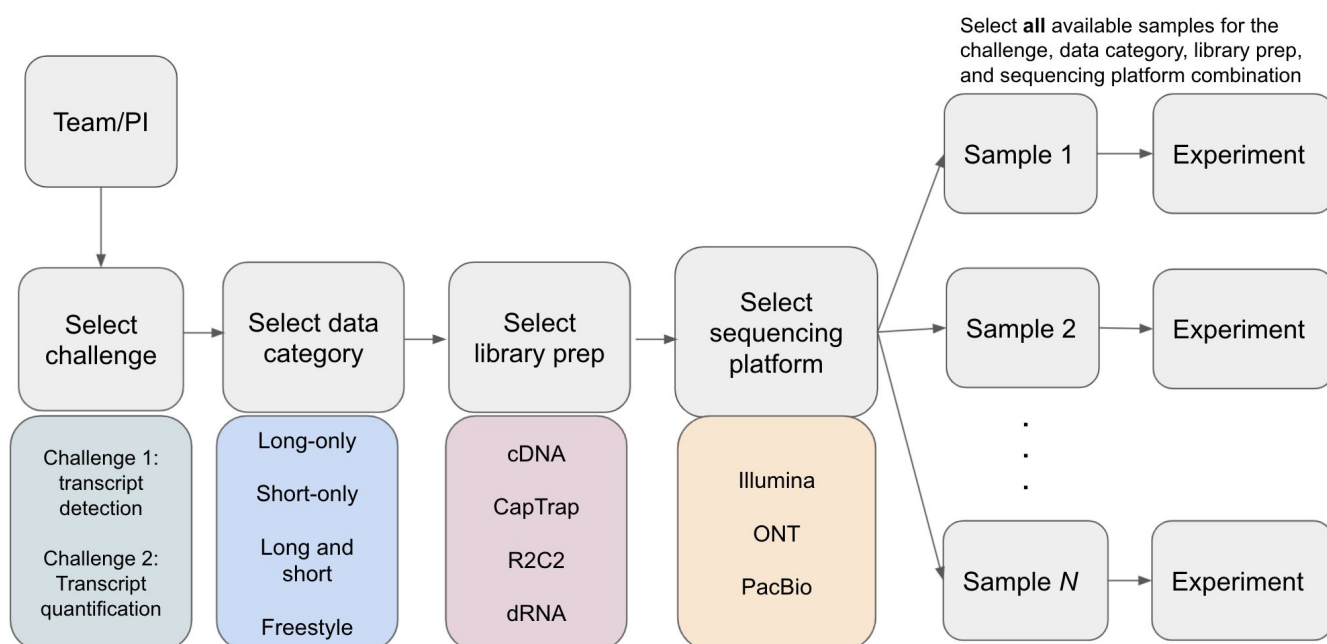 Select all available samples for the
challenge, data category, library prep,
and sequencing platform combination
Team/PI
Sample 1
Experiment
Select
challenge
Select data
category
Select
library prep
Select
sequencing
platform
Sample 2
Experiment
Challenge 1:
transcript
detection
Challenge 2:
Transcript
quantification
Long-only
Short-only
Long and
short
Freestyle
cDNA
CapTrap
R2C2
dRNA
Illumina
ONT
PacBio
.
.
.
Sample N
Experiment